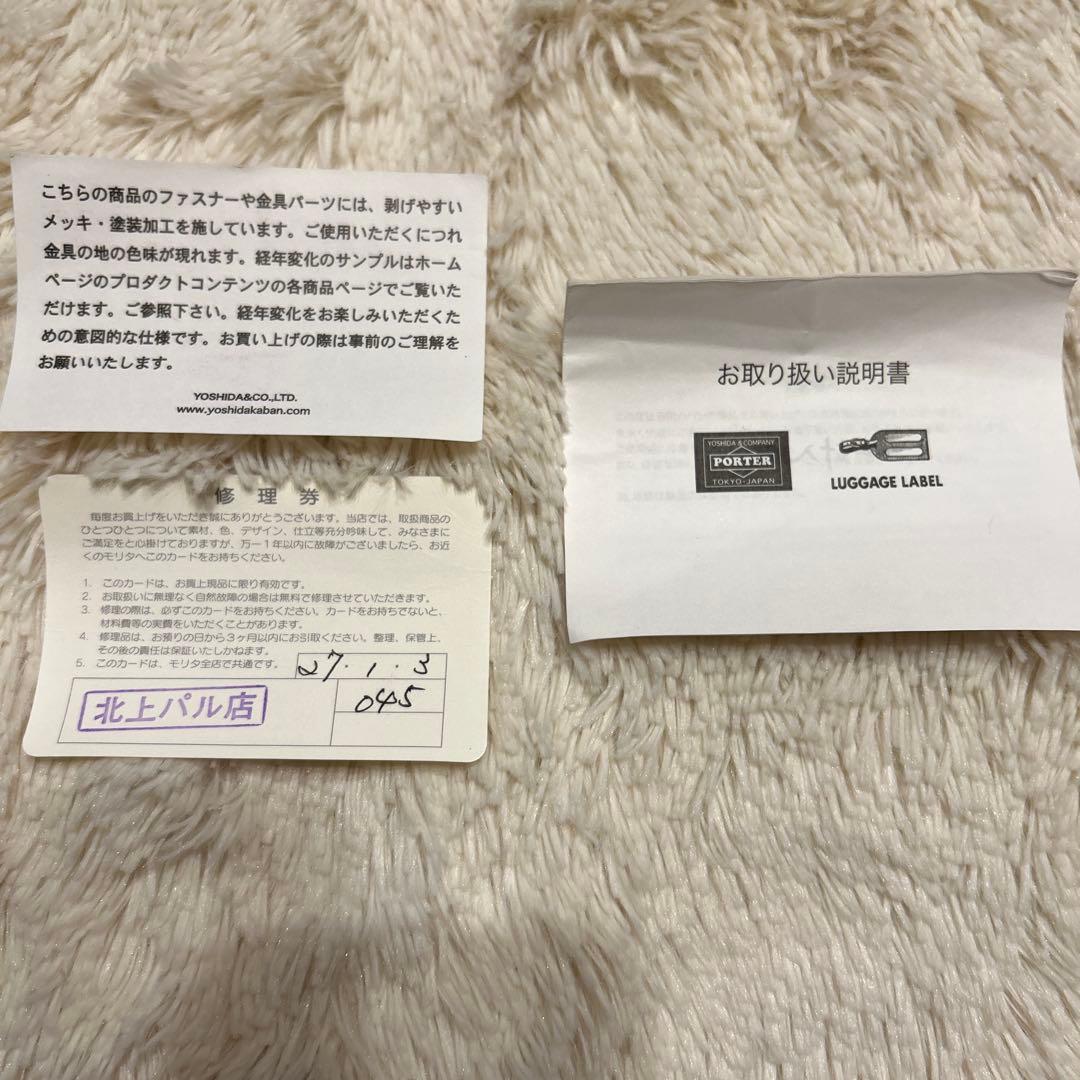 こちらの商品のファスナーや金具パーツには、剥げやすい
メッキ・塗装加工を施しています。ご使用いただくにつれ
金具の地の色味が現れます。経年変化のサンプルはホーム
ページのプロダクトコンテンツの各商品ページでご覧いた
だけます。ご参照下さい。経年変化をお楽しみいただくた
めの意図的な仕様です。お買い上げの際は事前のご理解を
お願いいたします。
YOSHIDA&CO.,LTD.
www.yoshidakaban.com
修理券
毎度お買上げをいただき誠にありがとうございます。当店では、取扱商品の
ひとつひとつについて素材、色、デザイン、仕立等充分吟味して、みなさまに
ご満足をと心掛けておりますが、万一1年以内に故障がございましたら、お近
くのモリタへこのカードをお持ちください。
1. このカードは、お買上現品に限り有効です。
2. お取扱いに無理なく自然故障の場合は無料で修理させていただきます。
3. 修理の際は、必ずこのカードをお持ちください。カードをお持ちでないと、
材料費等の実費をいただくことがあります。
4. 修理品は、お預りの日から3ヶ月以内にお引取ください。整理、保管上、
その後の責任は保証いたしかねます。
5. このカードは、モリタ全店で共通です。
27・1・3
045
北上パル店
お取り扱い説明書
YOSHIDA & COMPANY
PORTER
TOKYO-JAPAN
LUGGAGE LABEL